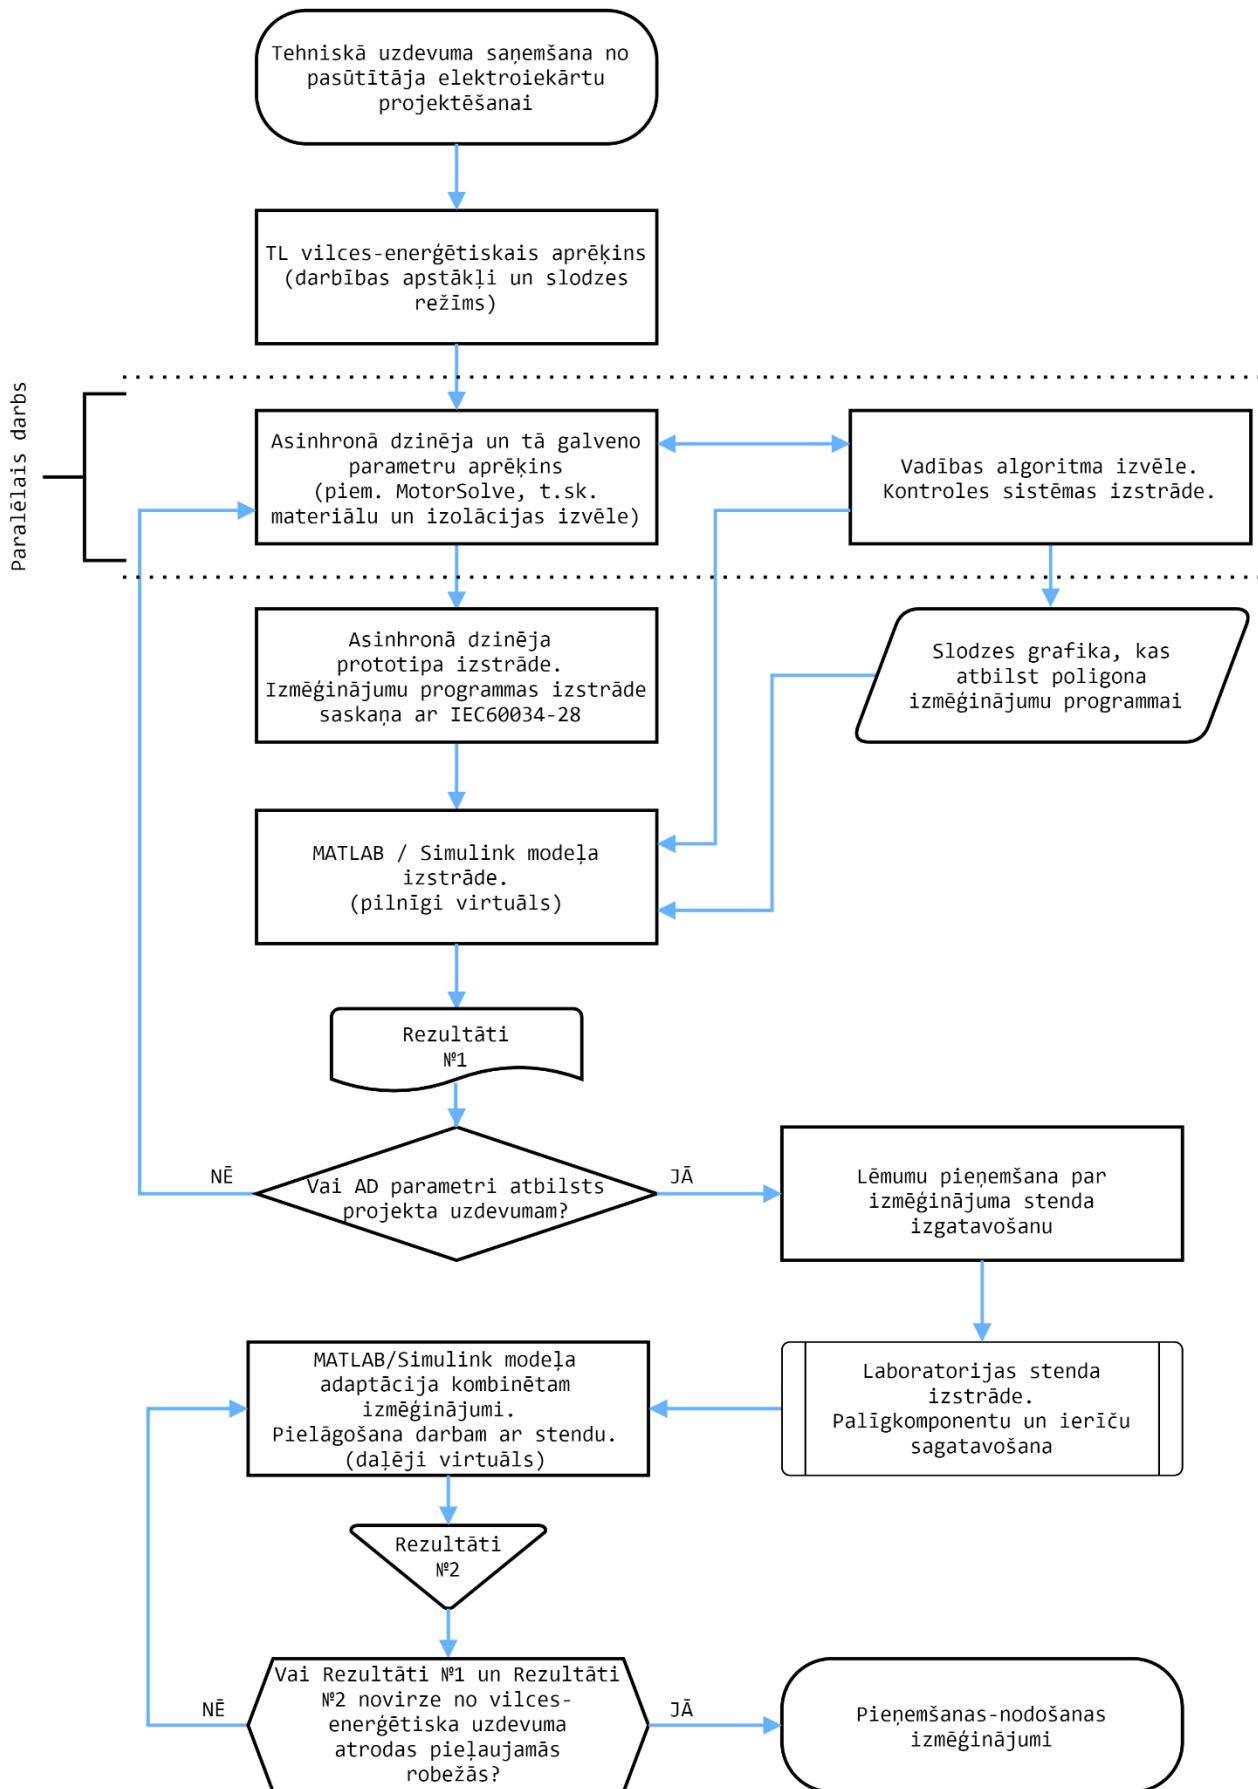 Tehniskā uzdevuma saņemšana no
pasūtītāja elektroiekārtu
projektēšanai
TL vilces-enerģētiskais aprēķins
(darbības apstākļi un slodzes
režīms)
Paralēlais darbs
Asinhronā dzinēja un tā galveno
parametru aprēķins
(piem. MotorSolve, t.sk.
materiālu un izolācijas izvēle)
Vadības algoritma izvēle.
Kontroles sistēmas izstrāde.
Asinhronā dzinēja
prototipa izstrāde.
Izmēģinājumu programmas izstrāde
saskaņa ar IEC60034-28
Slodzes grafika, kas
atbilst poligona
izmēģinājumu programmai
MATLAB / Simulink modeļa
izstrāde.
(pilnīgi virtuāls)
Rezultāti
№1
NĒ
Vai AD parametri atbilsts
projekta uzdevumam?
JĀ
Lēmumu pieņemšana par
izmēģinājuma stenda
izgatavošanu
MATLAB/Simulink modeļa
adaptācija kombinētam
izmēģinājumi.
Pielāgošana darbam ar stendu.
(daļēji virtuāls)
Laboratorijas stenda
izstrāde.
Palīgkomponentu un ierīču
sagatavošana
Rezultāti
№2
NĒ
Vai Rezultāti №1 un Rezultāti
№2 novirze no vilces-
enerģētiska uzdevuma
atrodas pieļaujamās
robežās?
JĀ
Pieņemšanas-nodošanas
izmēģinājumi